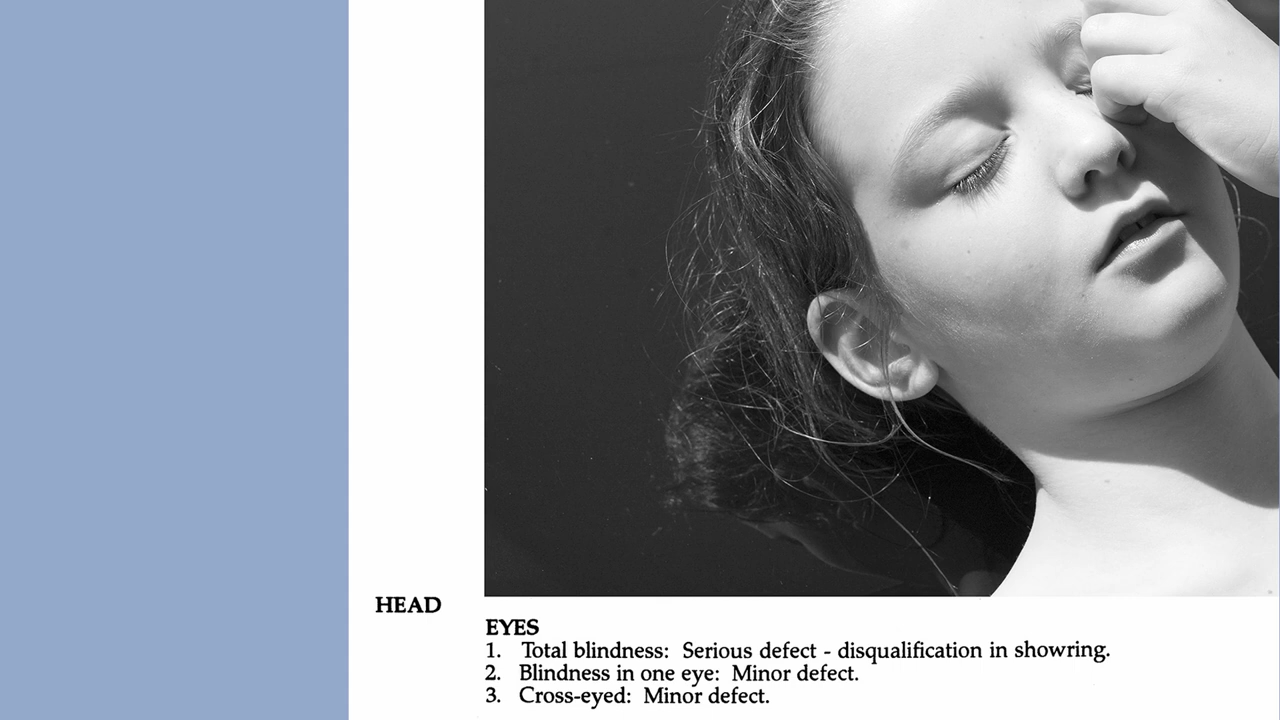 HEAD
EYES
1. Total blindness: Serious defect - disqualification in showring.
2. Blindness in one eye: Minor defect.
3. Cross-eyed: Minor defect.